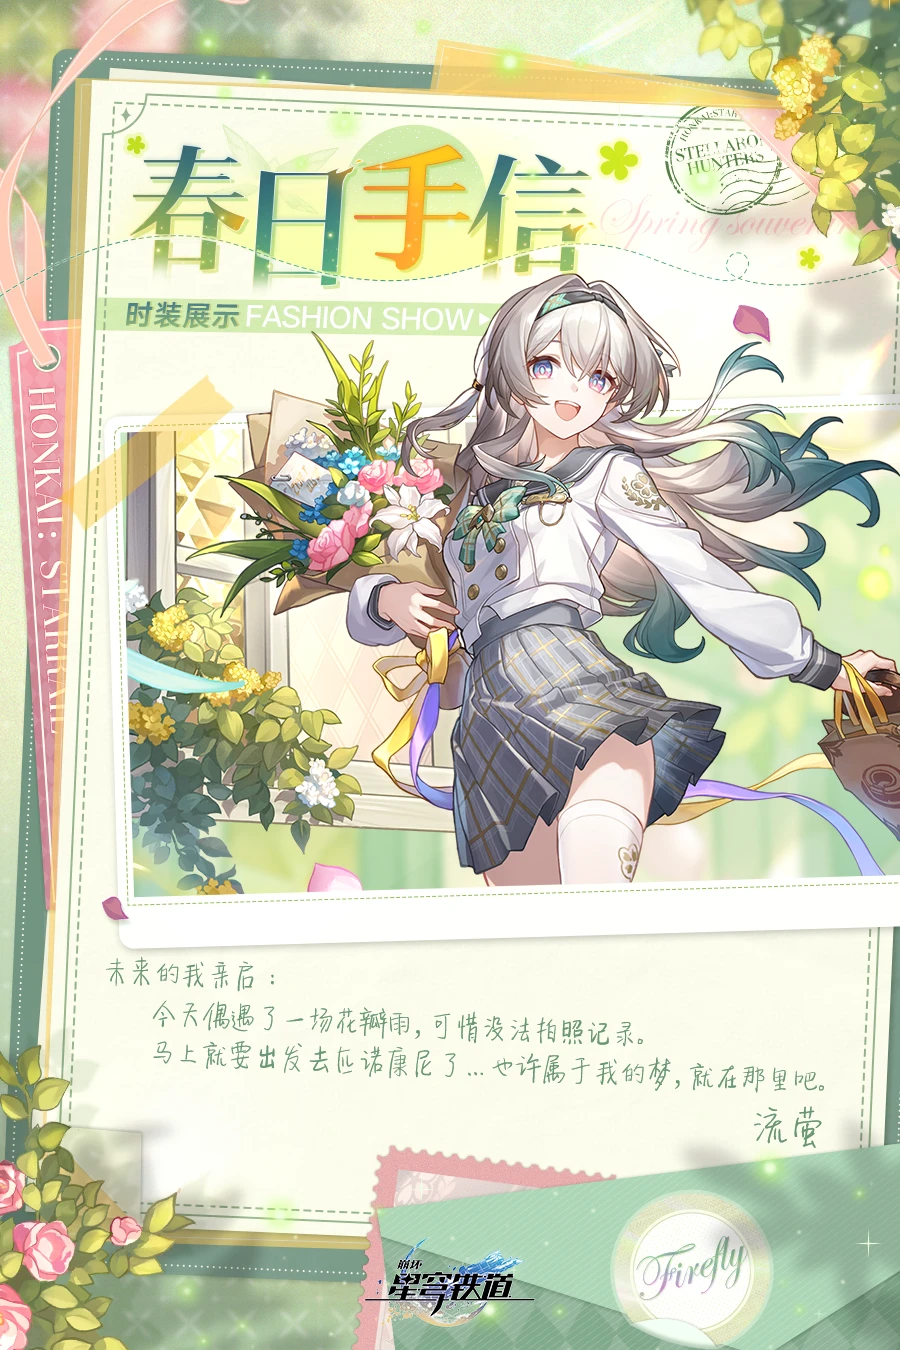 春日手信
时装展示 FASHION SHOW
HONKAI: STAR
STELLARON
HUNTERS
Spring souvenir
HONKAI: STAR RAIL
未来的我亲启：
今天偶遇了一场花瓣雨，可惜没法拍照记录。
马上就要出发去匹诺康尼了...也许属于我的梦，就在那里吧。
流萤
Firefly
崩坏
星穹铁道